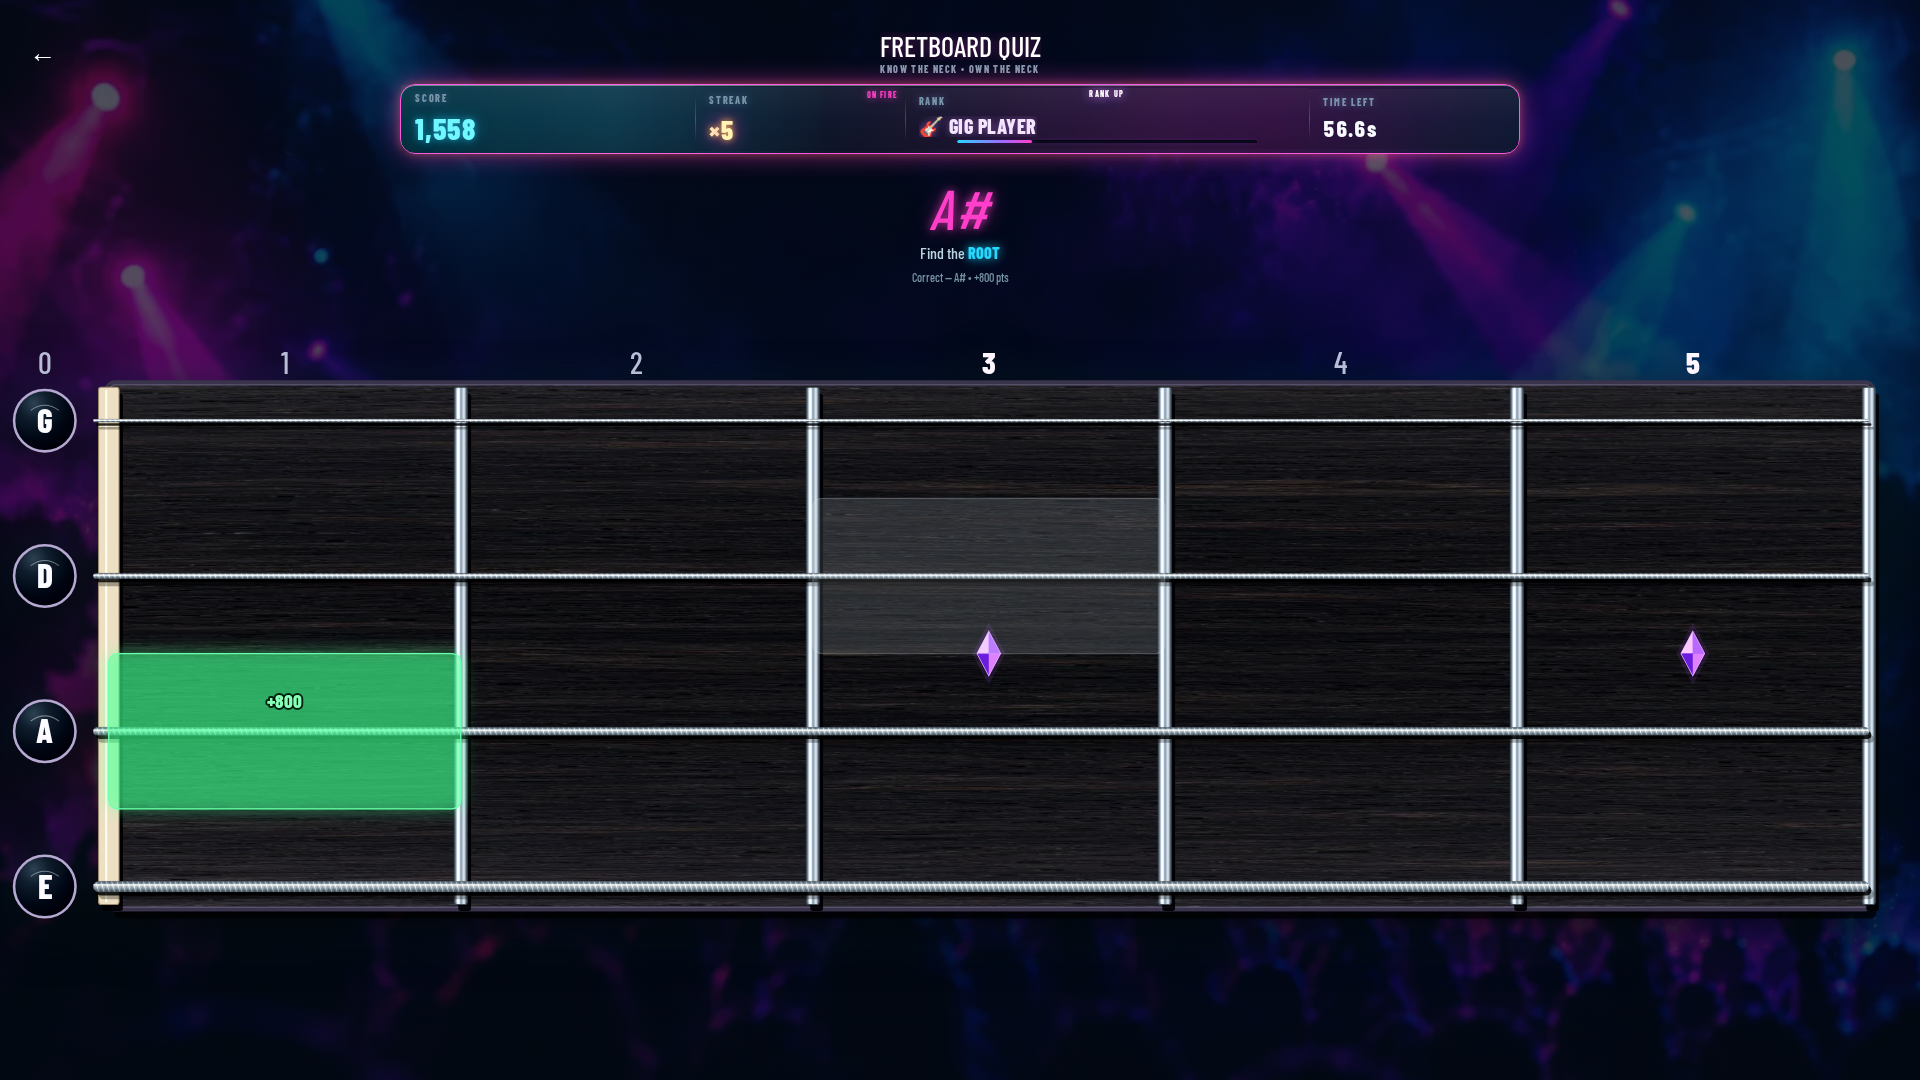 ←
FRETBOARD QUIZ
KNOW THE NECK • OWN THE NECK
SCORE
1,558
STREAK
×5
ON FIRE
RANK
RANK UP
🎸 GIG PLAYER
TIME LEFT
56.6s
A#
Find the ROOT
Correct – A# • +800 pts
0 1 2 3 4 5
G
D
+800
A
E